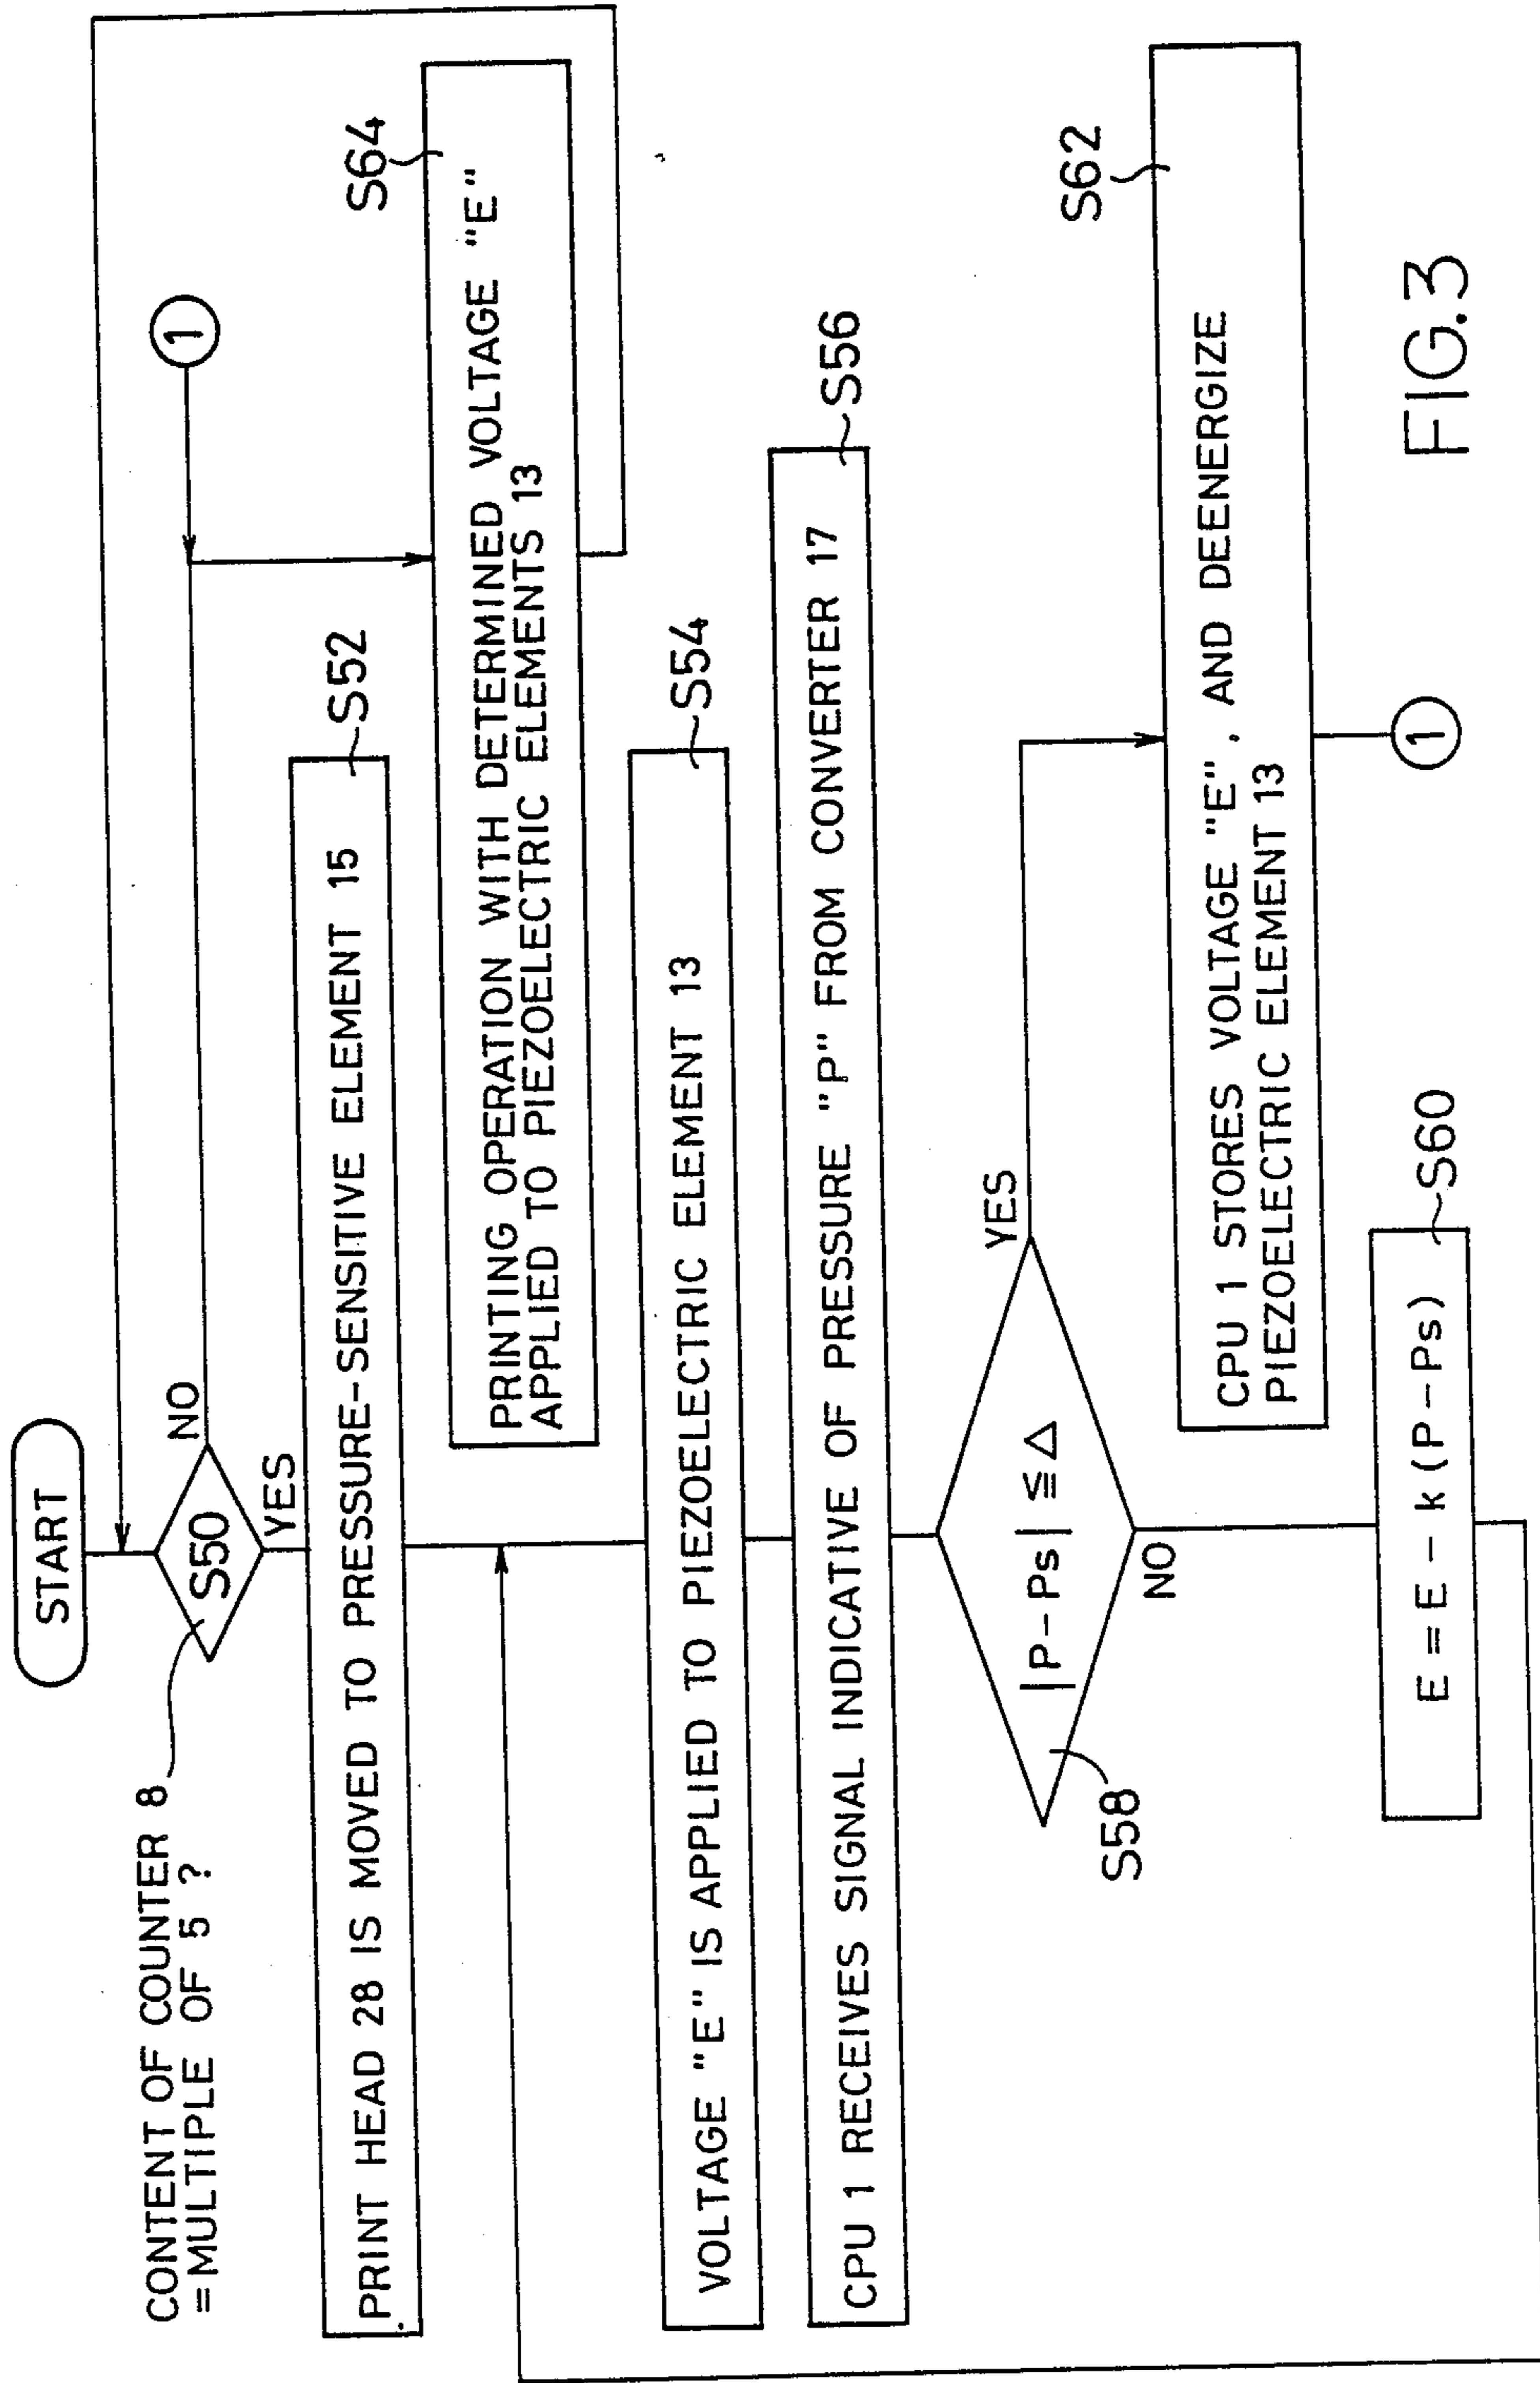 START
CONTENT OF COUNTER 8
=MULTIPLE OF 5 ?
S50
NO
YES
1
S52
PRINT HEAD 28 IS MOVED TO PRESSURE-SENSITIVE ELEMENT 15
S64
PRINTING OPERATION WITH DETERMINED VOLTAGE "E"
APPLIED TO PIEZOELECTRIC ELEMENTS 13
S54
VOLTAGE "E" IS APPLIED TO PIEZOELECTRIC ELEMENT 13
S56
CPU 1 RECEIVES SIGNAL INDICATIVE OF PRESSURE "P" FROM CONVERTER 17
|P-Ps| ≦ Δ
S58
YES
NO
S62
CPU 1 STORES VOLTAGE "E", AND DEENERGIZE
PIEZOELECTRIC ELEMENT 13
1
S60
E = E - k (P-Ps)
FIG.3